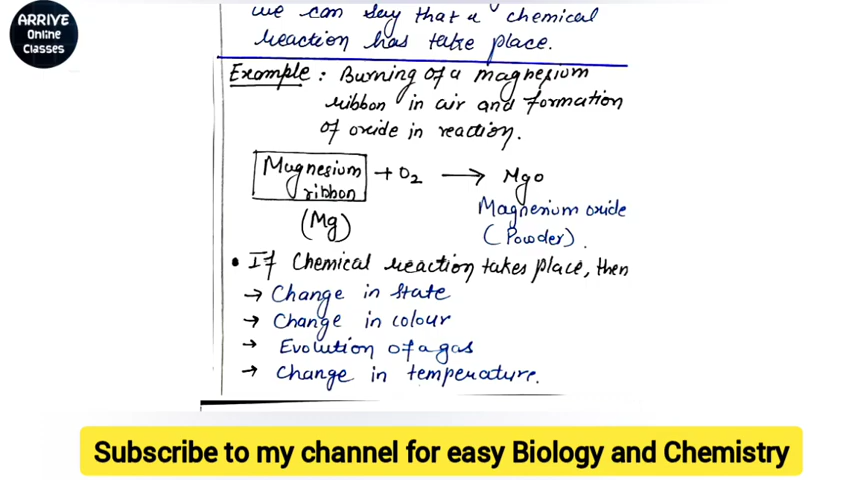 ARRIVE
Online
Classes
we can say that a chemical
reaction has take place.
Example : Burning of a magnesium
ribbon in air and formation
of oxide in reaction.
Magnesium
ribbon
+ O2 → Mgo
(Mg)
Magnesium oxide
(Powder).
• If Chemical reaction takes place, then
→ Change in state
→ Change in colour
→ Evolution of a gas
→ Change in temperature.
Subscribe to my channel for easy Biology and Chemistry